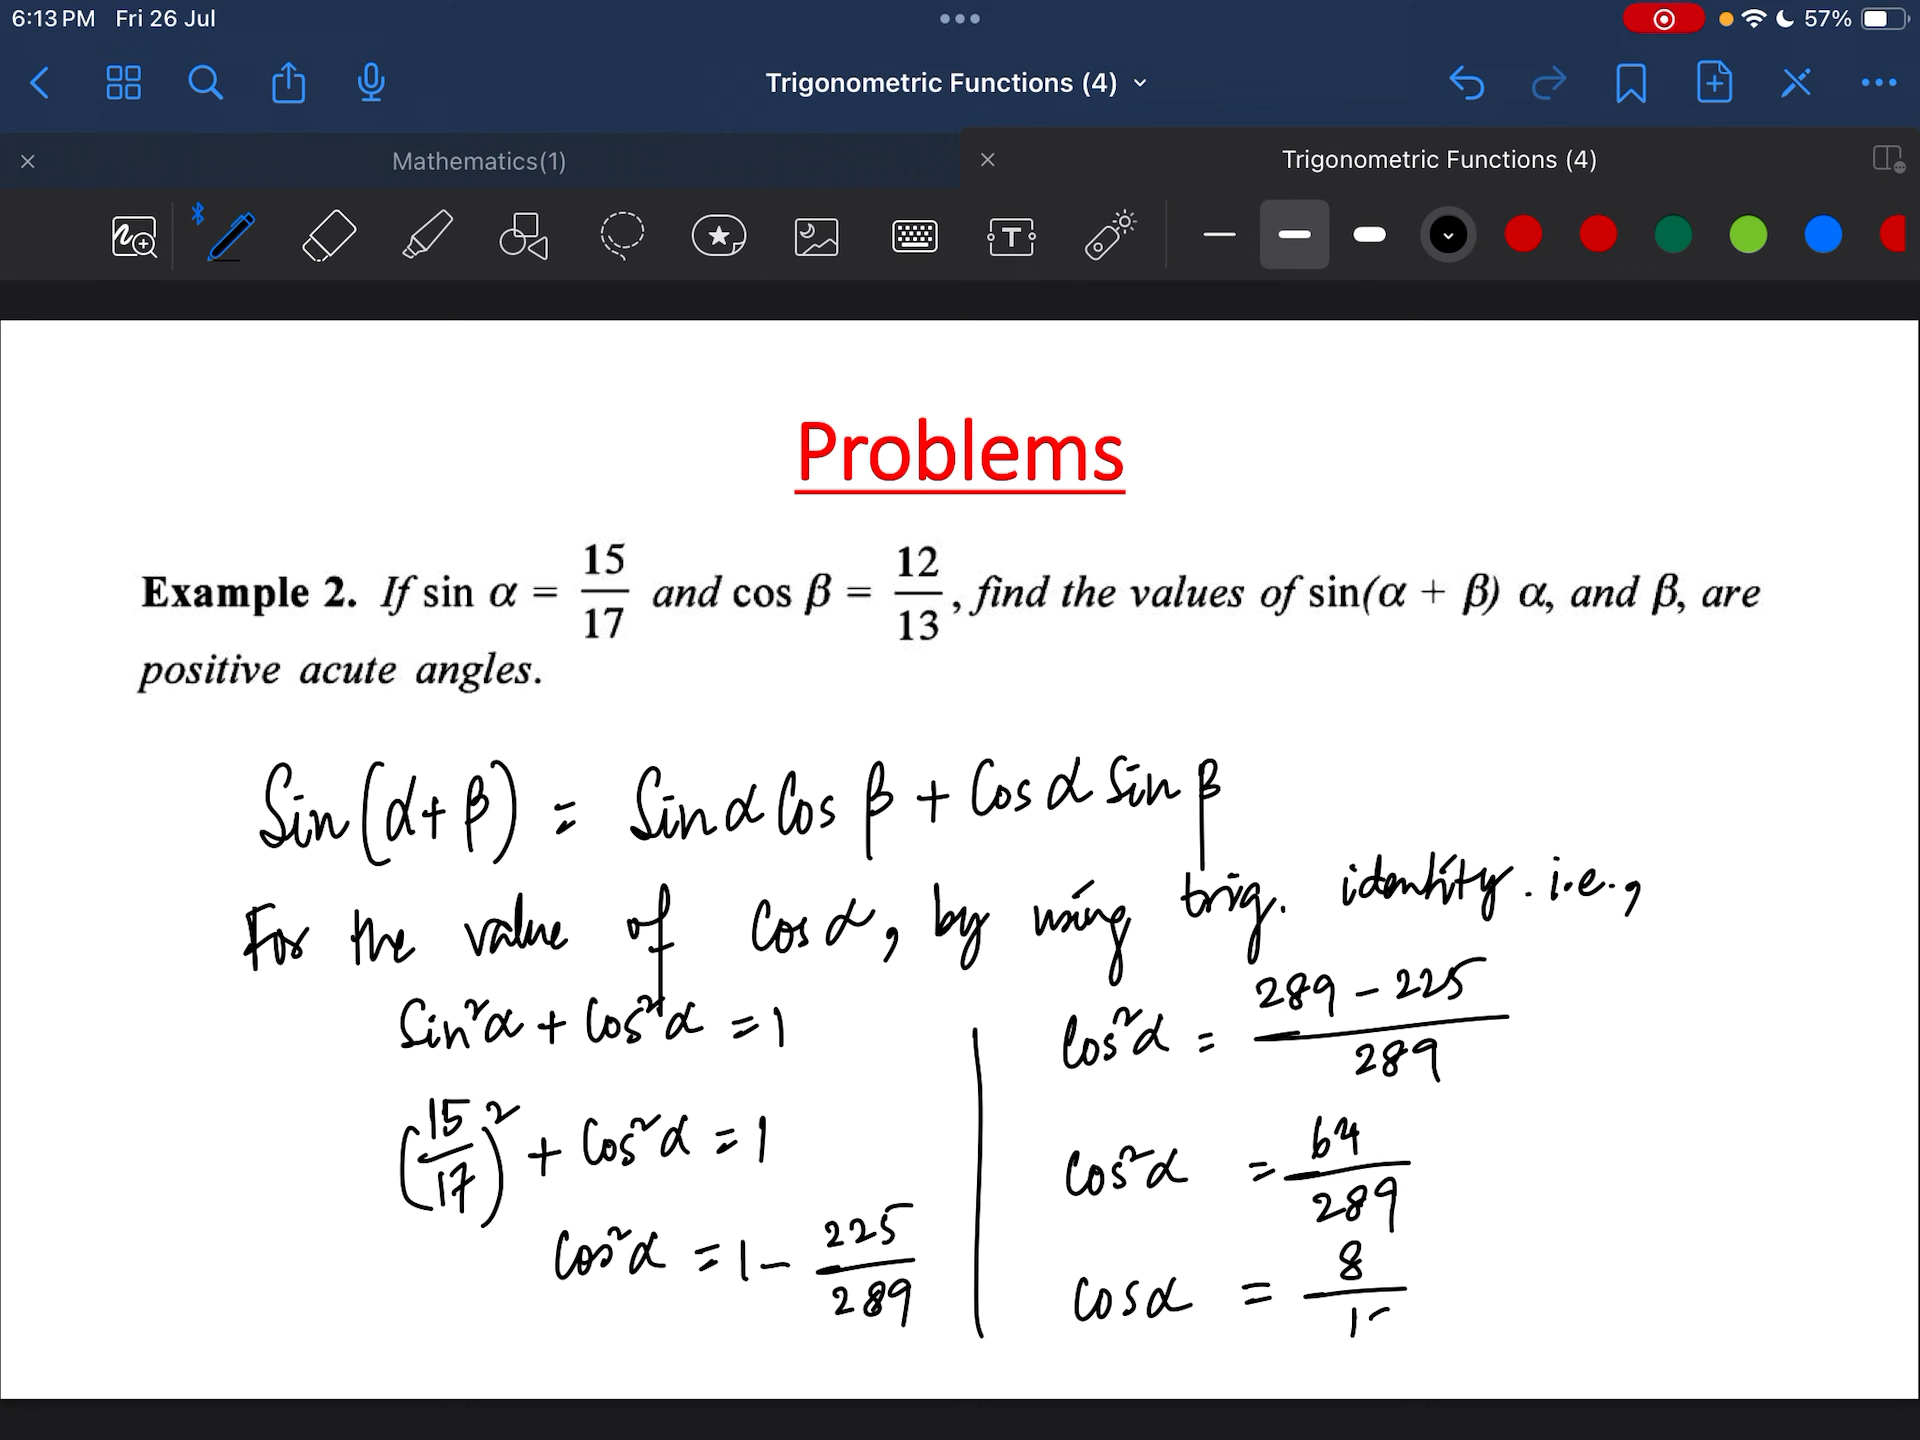 6:13 PM Fri 26 Jul
57%
Trigonometric Functions (4)
Mathematics(1)
Trigonometric Functions (4)
Problems
Example 2. If sin α = 15/17 and cos β = 12/13, find the values of sin(α + β) α, and β, are
positive acute angles.
Sin(α+β) = Sinα Cos β + Cos α Sin β
For the value of Cos α, by using trig. identity. i.e.,
Sin²α + Cos²α = 1
(15/17)² + Cos²α = 1
Cos²α = 1 - 225/289
Cos²α = 289 - 225/289
Cos²α = 64/289
Cosα = 8/